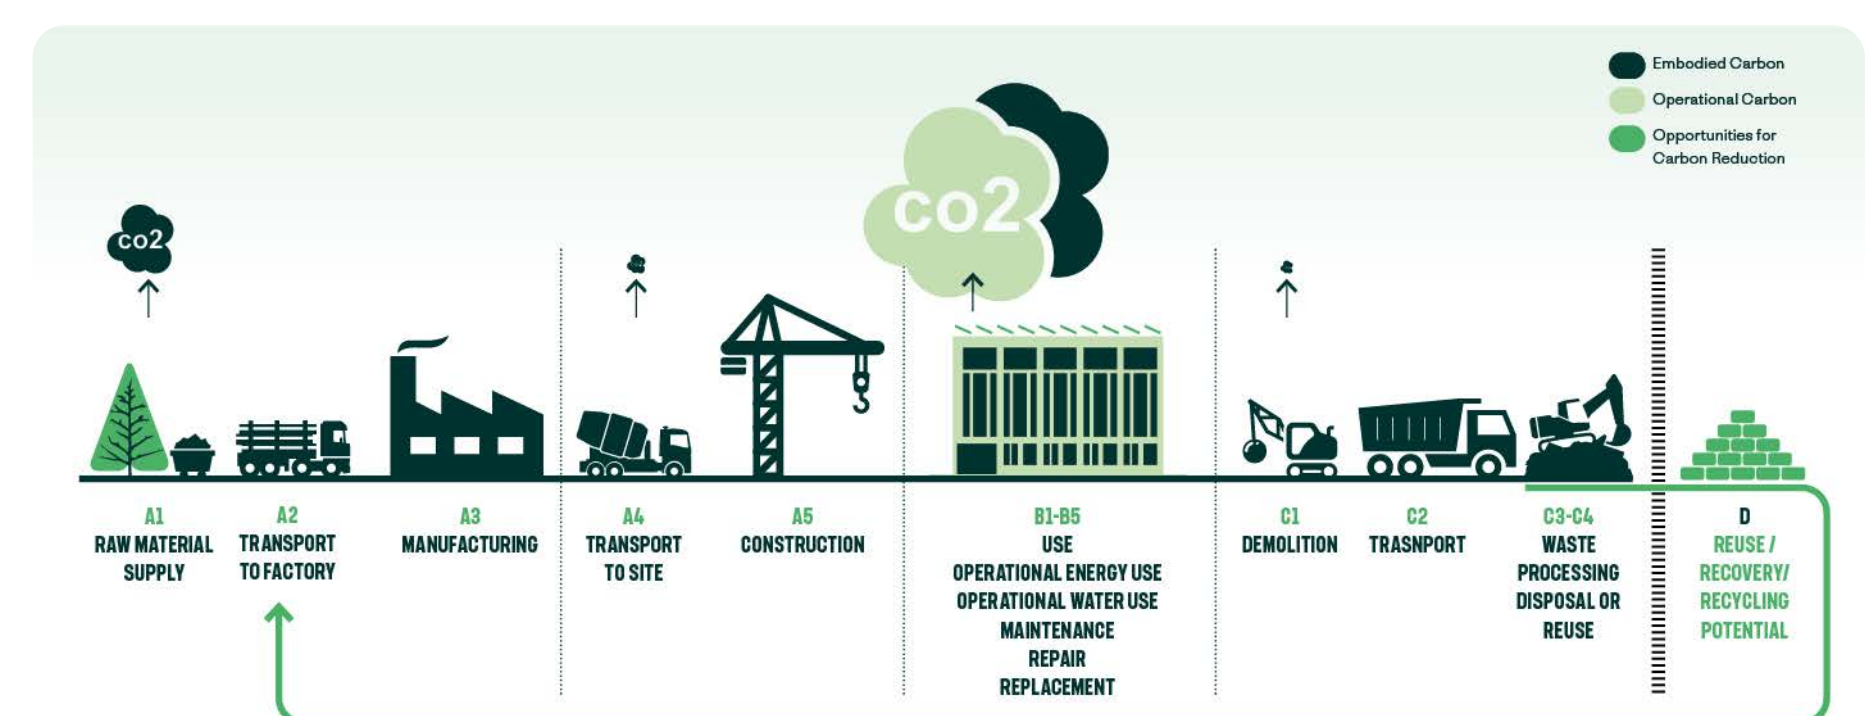 Embodied Carbon
Operational Carbon
Opportunities for
Carbon Reduction
co2
co2
A1
RAW MATERIAL
SUPPLY
A2
TRANSPORT
TO FACTORY
A3
MANUFACTURING
A4
TRANSPORT
TO SITE
A5
CONSTRUCTION
B1-B5
USE
OPERATIONAL ENERGY USE
OPERATIONAL WATER USE
MAINTENANCE
REPAIR
REPLACEMENT
C1
DEMOLITION
C2
TRASNPORT
C3-C4
WASTE
PROCESSING
DISPOSAL OR
REUSE
D
REUSE /
RECOVERY/
RECYCLING
POTENTIAL